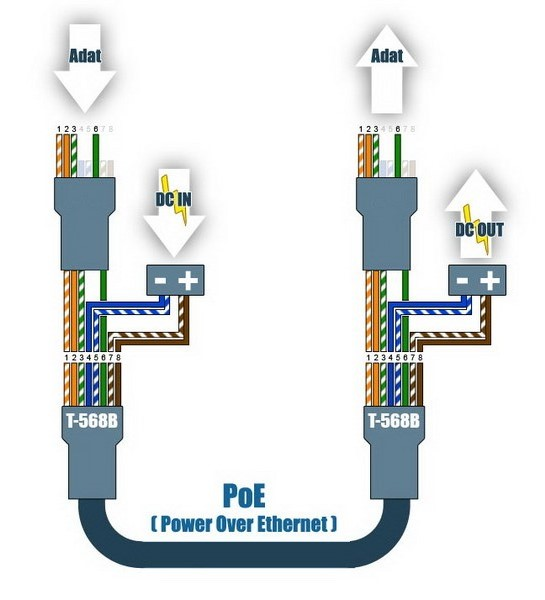 Adat
Adat
1 2 3 4 5 6 7 8
1 2 3 4 5 6 7 8
DC IN
DC OUT
- +
- +
1 2 3 4 5 6 7 8
1 2 3 4 5 6 7 8
T-568B
T-568B
PoE
( Power Over Ethernet )